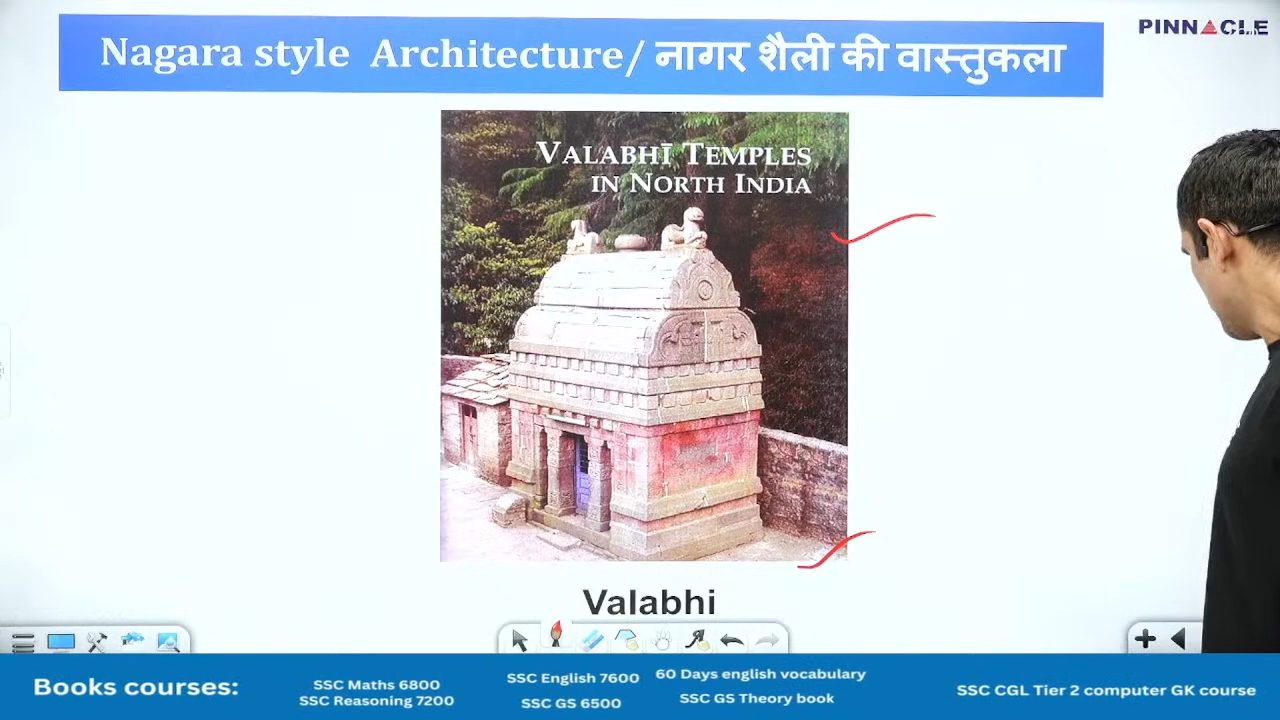 Nagara style Architecture/ नागर शैली की वास्तुकला
PINNACLE
VALABHĪ TEMPLES
IN NORTH INDIA
Valabhi
Books courses:
SSC Maths 6800
SSC Reasoning 7200
SSC English 7600
SSC GS 6500
60 Days english vocabulary
SSC GS Theory book
SSC CGL Tier 2 computer GK course